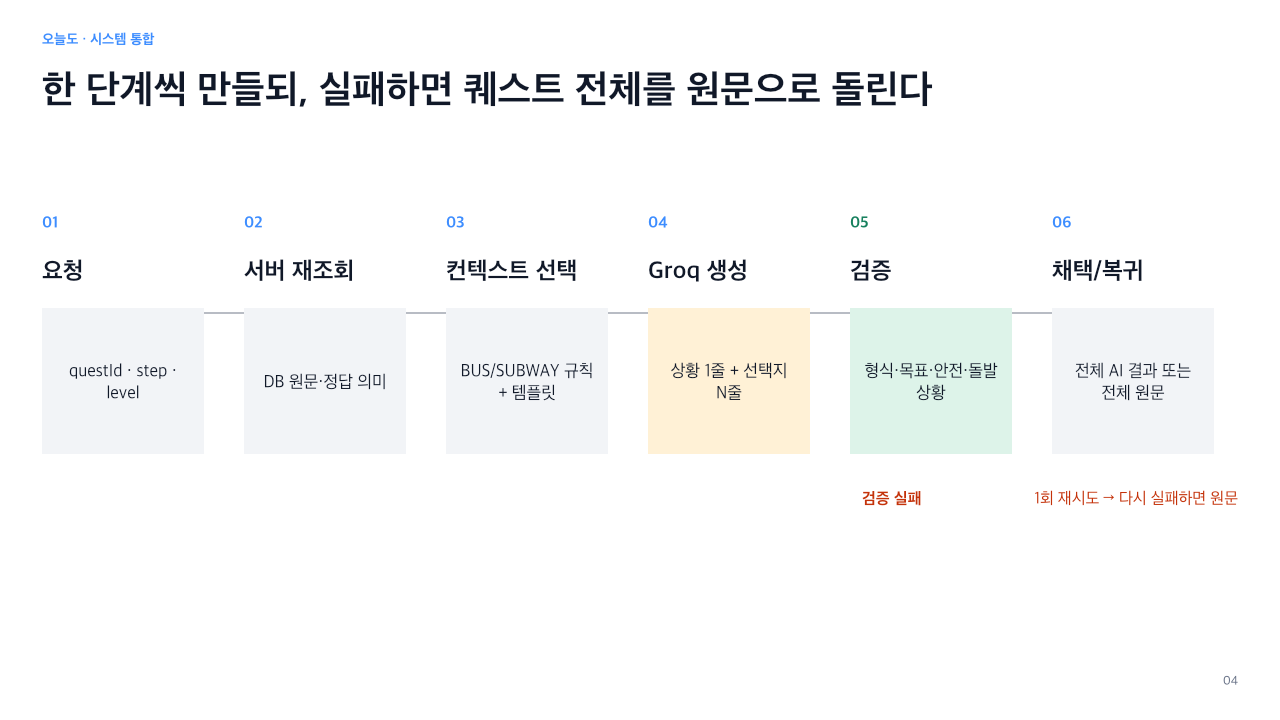 오늘도 · 시스템 통합
한 단계씩 만들되, 실패하면 퀘스트 전체를 원문으로 돌린다
01
요청
questId · step ·
level
02
서버 재조회
DB 원문·정답 의미
03
컨텍스트 선택
BUS/SUBWAY 규칙
+ 템플릿
04
Groq 생성
상황 1줄 + 선택지
N줄
05
검증
형식·목표·안전·돌발
상황
06
채택/복귀
전체 AI 결과 또는
전체 원문
검증 실패
1회 재시도 → 다시 실패하면 원문
04